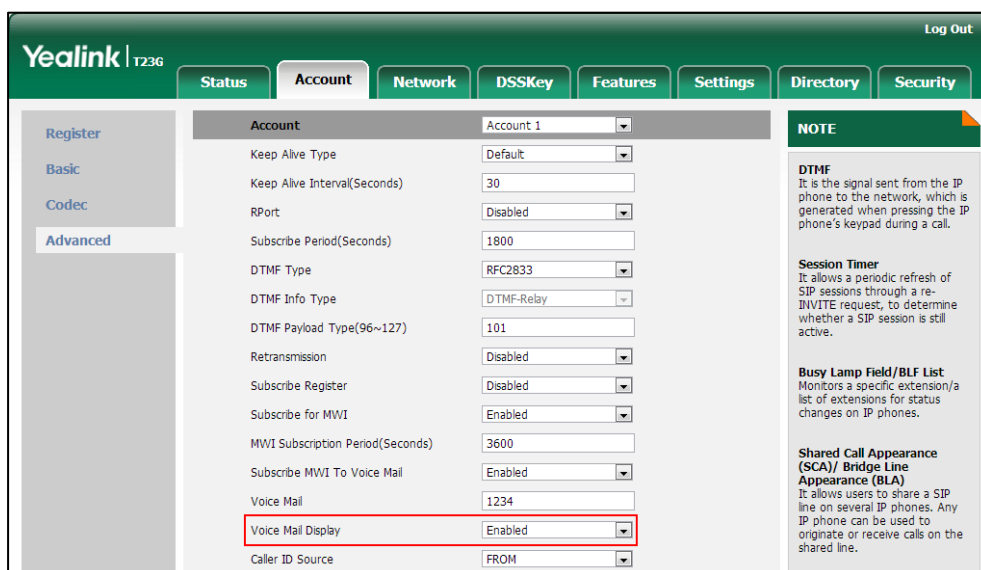 Log Out
Yealink | T23G
Status Account Network DSSKey Features Settings Directory Security
Register
Basic
Codec
Advanced
Account Account 1
Keep Alive Type Default
Keep Alive Interval(Seconds) 30
RPort Disabled
Subscribe Period(Seconds) 1800
DTMF Type RFC2833
DTMF Info Type DTMF-Relay
DTMF Payload Type(96~127) 101
Retransmission Disabled
Subscribe Register Disabled
Subscribe for MWI Enabled
MWI Subscription Period(Seconds) 3600
Subscribe MWI To Voice Mail Enabled
Voice Mail 1234
Voice Mail Display Enabled
Caller ID Source FROM
NOTE
DTMF
It is the signal sent from the IP
phone to the network, which is
generated when pressing the IP
phone's keypad during a call.
Session Timer
It allows a periodic refresh of
SIP sessions through a re-
INVITE request, to determine
whether a SIP session is still
active.
Busy Lamp Field/BLF List
Monitors a specific extension/a
list of extensions for status
changes on IP phones.
Shared Call Appearance
(SCA)/ Bridge Line
Appearance (BLA)
It allows users to share a SIP
line on several IP phones. Any
IP phone can be used to
originate or receive calls on the
shared line.